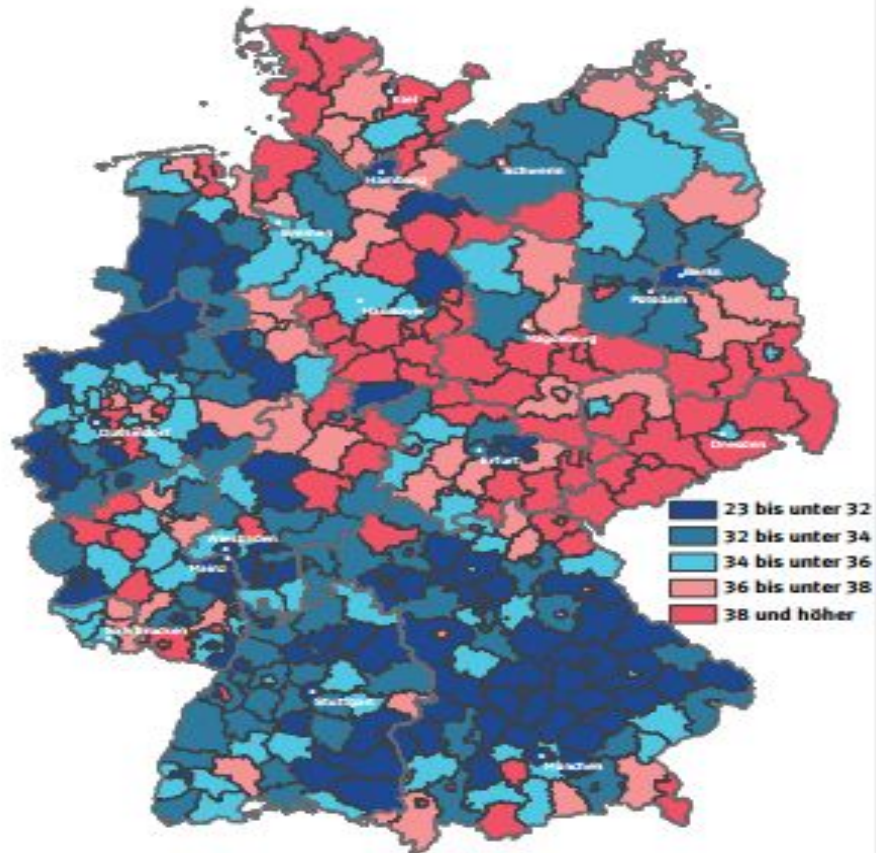 Kiel
Schwerin
Hamburg
Bremen
Berlin
Potsdam
Hannover
Magdeburg
Düsseldorf
Erfurt
Dresden
23 bis unter 32
32 bis unter 34
34 bis unter 36
36 bis unter 38
38 und höher
Wiesbaden
Mainz
Saarbrücken
Stuttgart
München